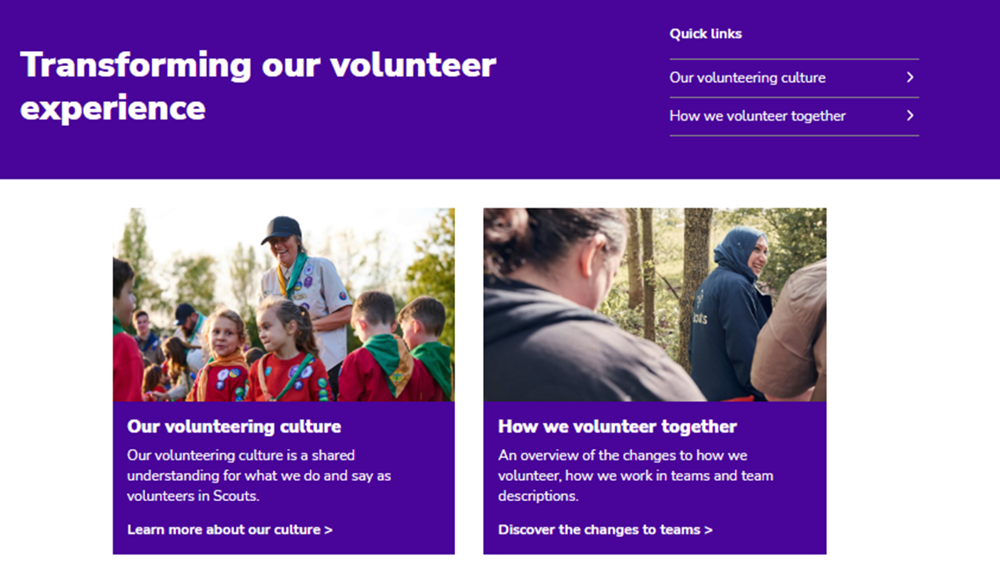 Transforming our volunteer
experience
Quick links
Our volunteering culture
How we volunteer together
Our volunteering culture
Our volunteering culture is a shared
understanding for what we do and say as
volunteers in Scouts.
Learn more about our culture >
How we volunteer together
An overview of the changes to how we
volunteer, how we work in teams and team
descriptions.
Discover the changes to teams >